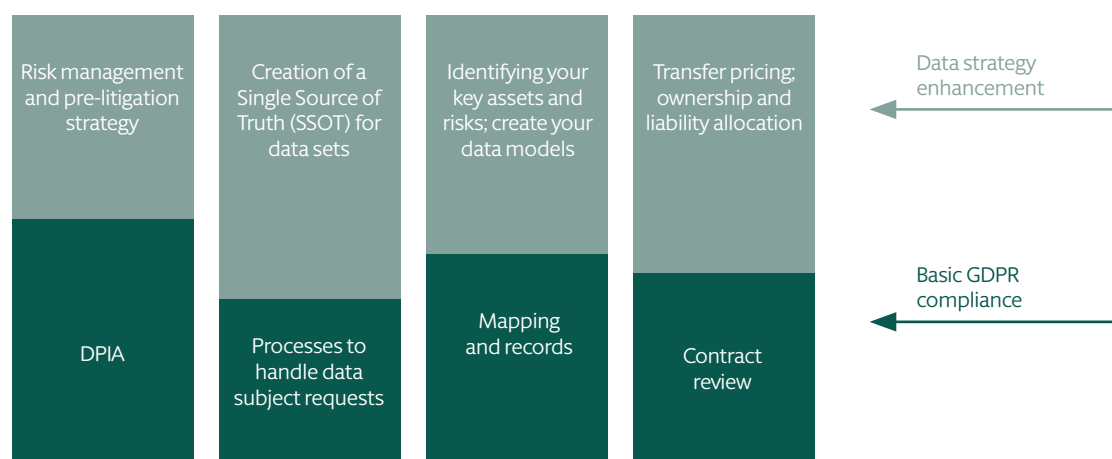 Risk management
and pre-litigation
strategy
Creation of a
Single Source of
Truth (SSOT) for
data sets
Identifying your
key assets and
risks; create your
data models
Transfer pricing;
ownership and
liability allocation
Data strategy
enhancement
DPIA
Processes to
handle data
subject requests
Mapping
and records
Contract
review
Basic GDPR
compliance